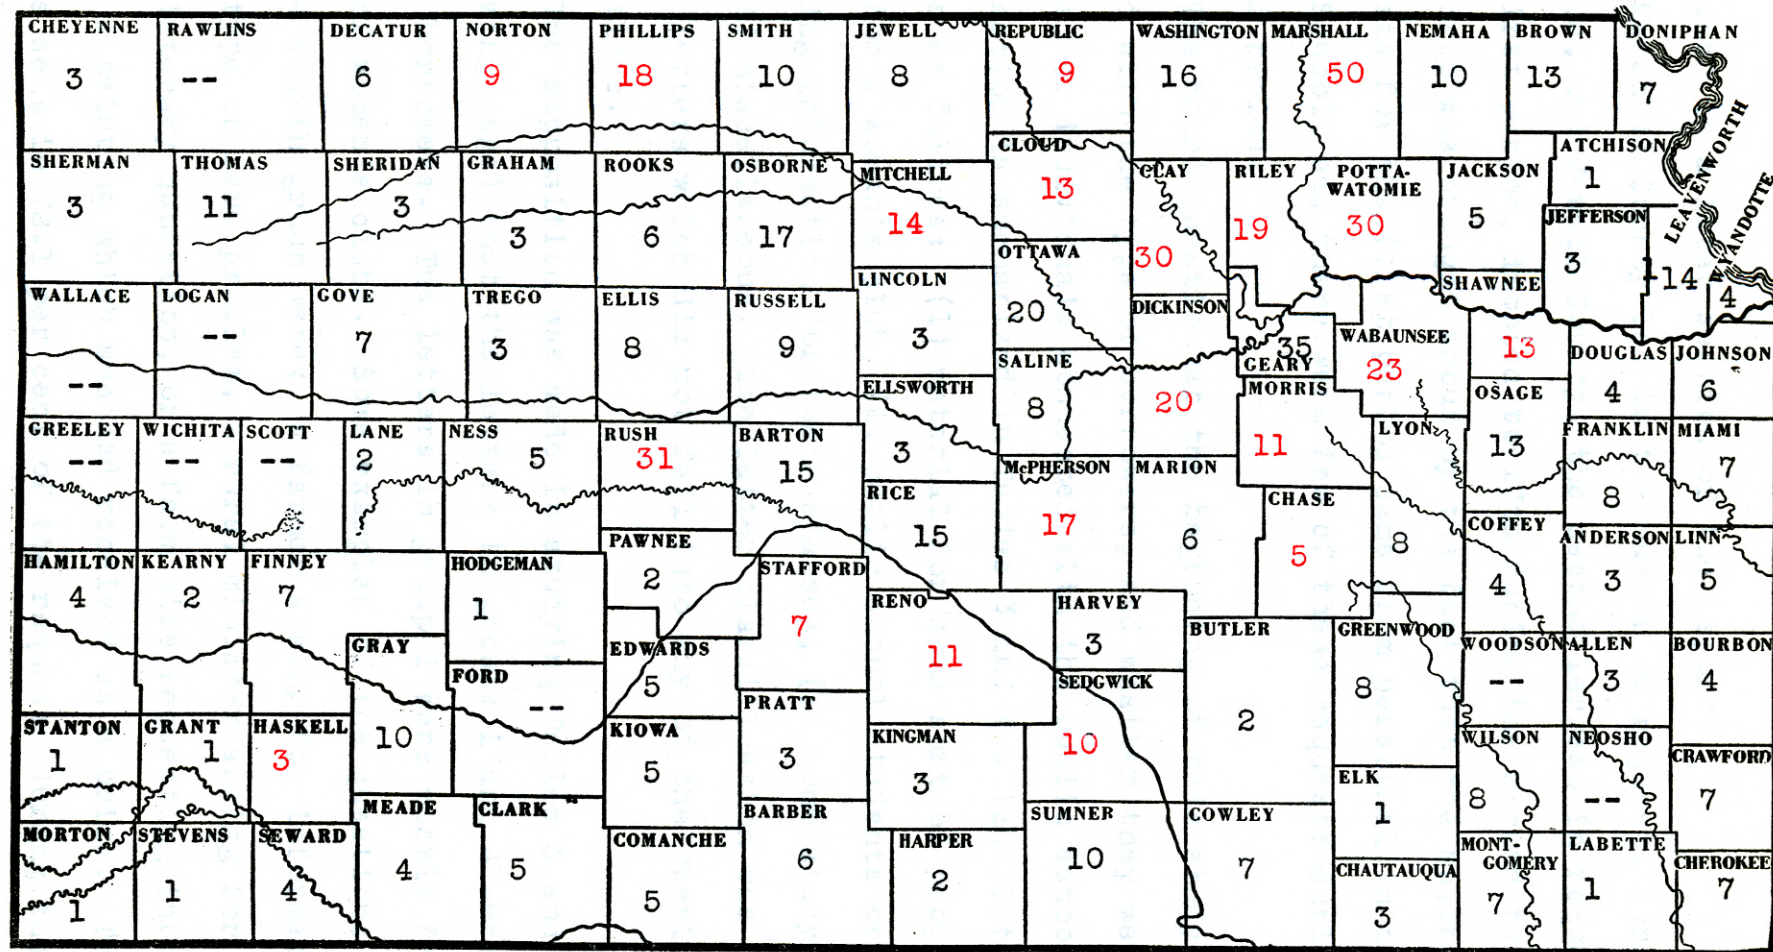 CHEYENNE RAWLINS DECATUR NORTON PHILLIPS SMITH JEWELL REPUBLIC WASHINGTON MARSHALL NEMAHA BROWN DONIPHAN
3 -- 6 9 18 10 8 9 16 50 10 13 7
CLOUD ATCHISON LEAVENWORTH
SHERMAN THOMAS SHERIDAN GRAHAM ROOKS OSBORNE MITCHELL CLAY RILEY POTTA-
WATOMIE JACKSON
3 11 3 3 6 17 14 13 30 19 30 5 1
OTTAWA JEFFERSON WYANDOTTE
20 3 14 4
WALLACE LOGAN GOVE TREGO ELLIS RUSSELL LINCOLN DICKINSON SHAWNEE
-- -- 7 3 8 9 3 20 13
SALINE GEARY WABAUNSEE DOUGLAS JOHNSON
8 35 23 4 6
ELLSWORTH MORRIS OSAGE
3 11 13
GREELEY WICHITA SCOTT LANE NESS RUSH BARTON McPHERSON MARION LYON FRANKLIN MIAMI
-- -- -- 2 5 31 15 17 6 8 8 7
RICE CHASE COFFEY
15 5 4
HAMILTON KEARNY FINNEY HODGEMAN PAWNEE STAFFORD ANDERSON LINN
4 2 7 1 2 7 3 5
RENO HARVEY
11 3
GRAY FORD EDWARDS BUTLER GREENWOOD WOODSON ALLEN BOURBON
10 -- 5 2 8 -- 3 4
SEDGWICK
10
STANTON GRANT HASKELL KIOWA PRATT KINGMAN WILSON NEOSHO CRAWFORD
1 1 3 5 3 3 8 -- 7
ELK
1
MEADE CLARK BARBER SUMNER COWLEY
4 5 6 10 7
MORTON STEVENS SEWARD COMANCHE HARPER CHAUTAUQUA MONT-
GOMERY LABETTE CHEROKEE
1 1 4 5 2 3 7 1 7